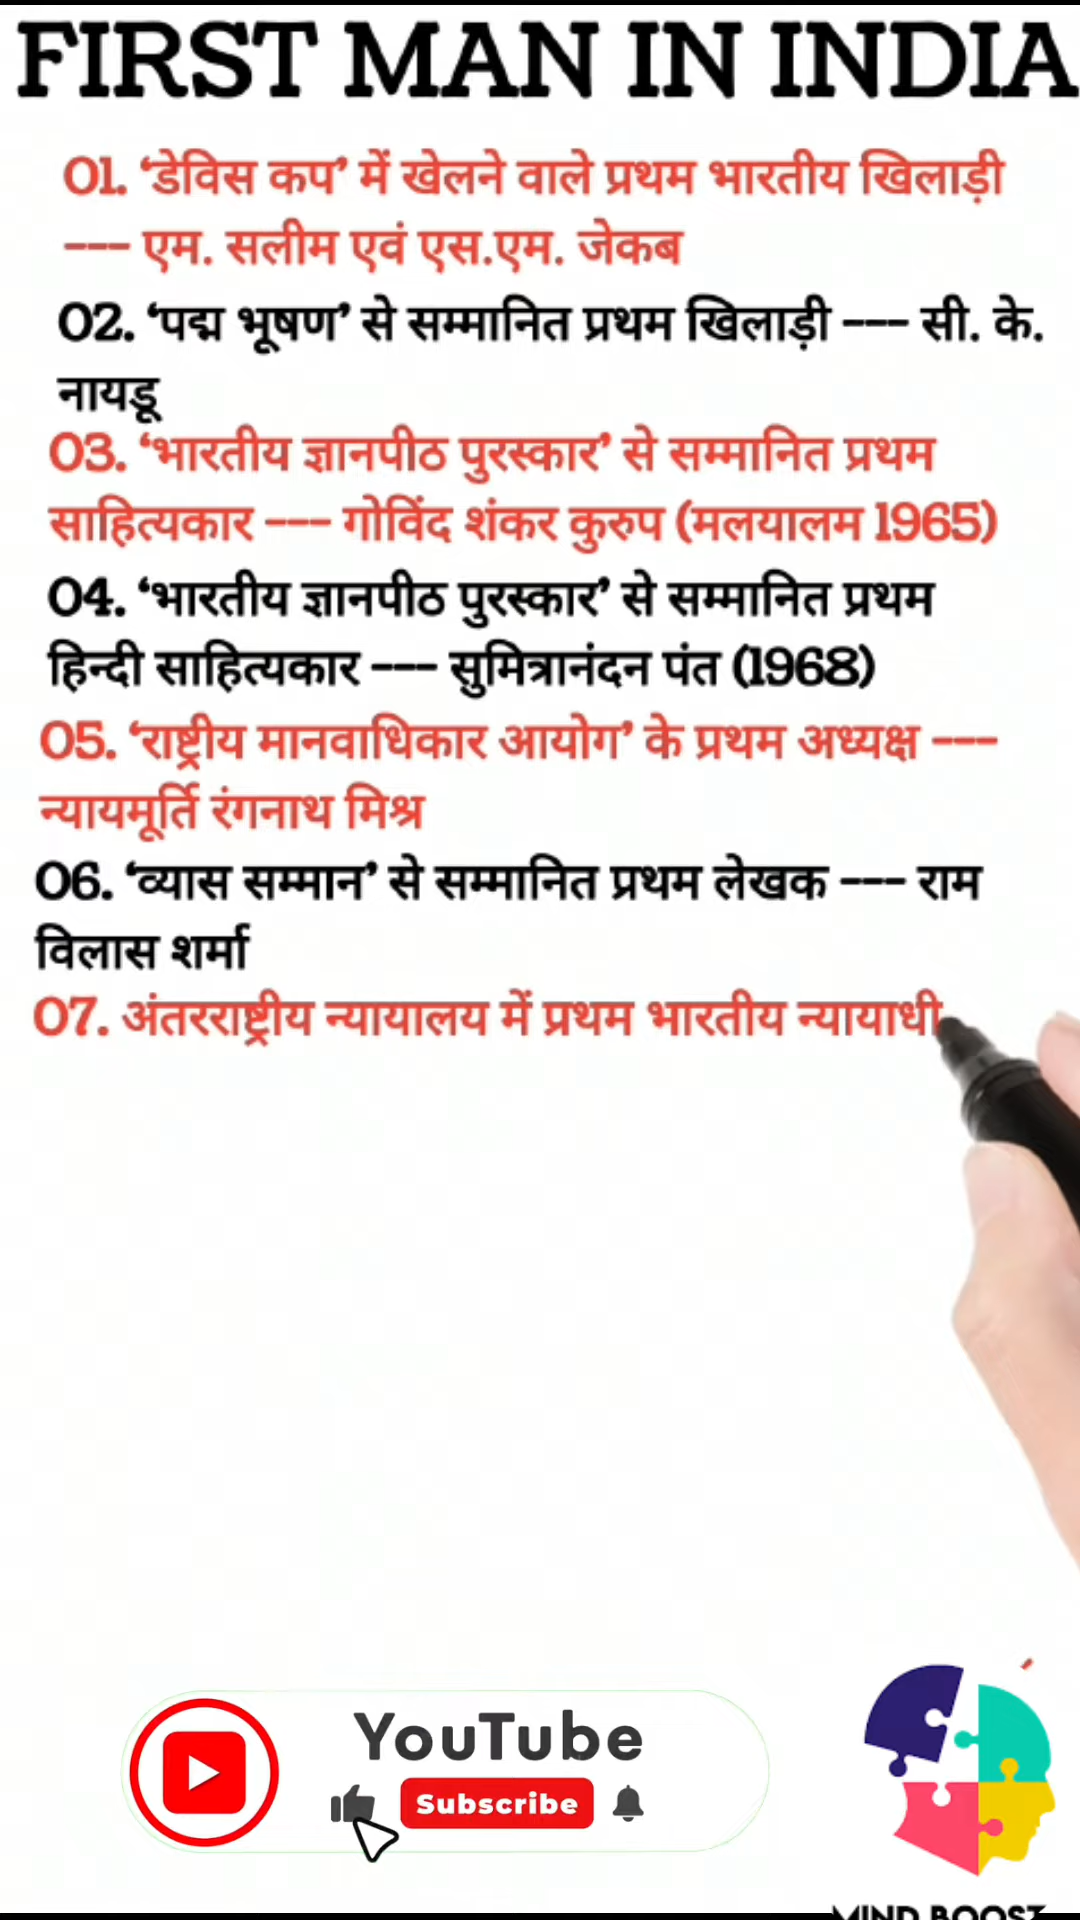 FIRST MAN IN INDIA
01. ‘डेविस कप’ में खेलने वाले प्रथम भारतीय खिलाड़ी
--- एम. सलीम एवं एस.एम. जेकब
02. ‘पद्म भूषण’ से सम्मानित प्रथम खिलाड़ी --- सी. के.
नायडू
03. ‘भारतीय ज्ञानपीठ पुरस्कार’ से सम्मानित प्रथम
साहित्यकार --- गोविंद शंकर कुरुप (मलयालम 1965)
04. ‘भारतीय ज्ञानपीठ पुरस्कार’ से सम्मानित प्रथम
हिन्दी साहित्यकार --- सुमित्रानंदन पंत (1968)
05. ‘राष्ट्रीय मानवाधिकार आयोग’ के प्रथम अध्यक्ष ---
न्यायमूर्ति रंगनाथ मिश्र
06. ‘व्यास सम्मान’ से सम्मानित प्रथम लेखक --- राम
विलास शर्मा
07. अंतरराष्ट्रीय न्यायालय में प्रथम भारतीय न्यायाधी
YouTube
Subscribe
MIND BOOST